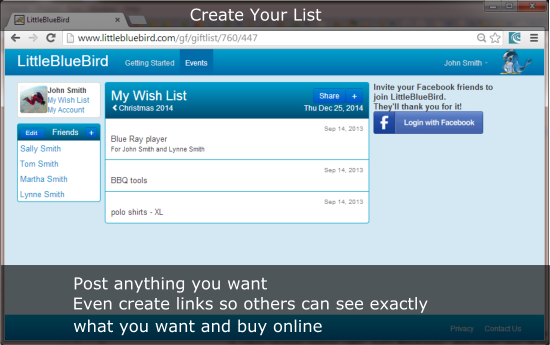 Create Your List
LittleBlueBird
www.littlebluebird.com/gf/giftlist/760/447
LittleBlueBird Getting Started Events John Smith
John Smith
My Wish List
My Account
Edit Friends +
Sally Smith
Tom Smith
Martha Smith
Lynne Smith
My Wish List Share +
Christmas 2014 Thu Dec 25, 2014
Sep 14, 2013
Blue Ray player
For John Smith and Lynne Smith
Sep 14, 2013
BBQ tools
Sep 14, 2013
polo shirts - XL
Invite your Facebook friends to
join LittleBlueBird.
They'll thank you for it!
f Login with Facebook
Post anything you want
Even create links so others can see exactly
what you want and buy online
Privacy Contact Us